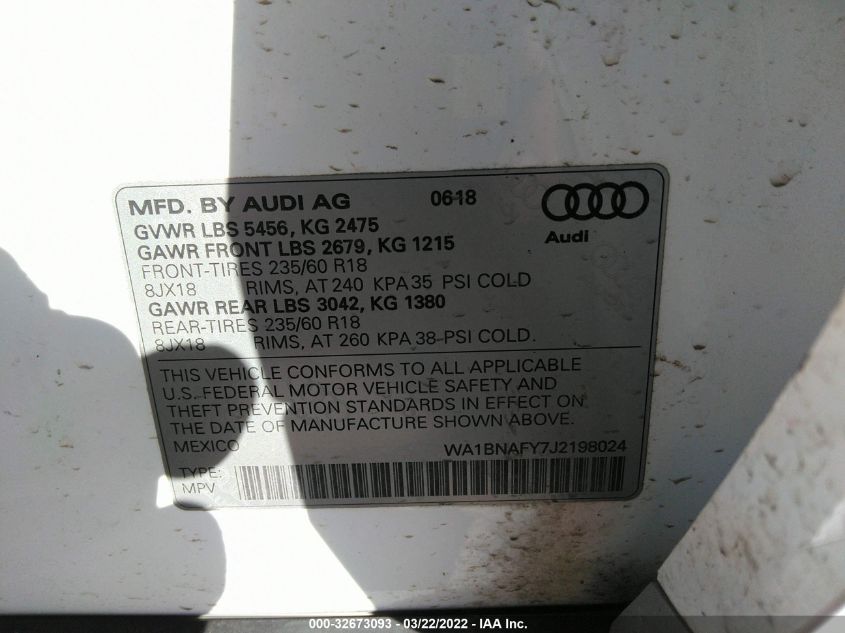 MFD. BY AUDI AG 06-18
Audi
GVWR LBS 5456, KG 2475
GAWR FRONT LBS 2679, KG 1215
FRONT-TIRES 235/60 R18
8JX18 RIMS, AT 240 KPA 35 PSI COLD
GAWR REAR LBS 3042, KG 1380
REAR-TIRES 235/60 R18
8JX18 RIMS, AT 260 KPA 38 PSI COLD.
THIS VEHICLE CONFORMS TO ALL APPLICABLE
U.S. FEDERAL MOTOR VEHICLE SAFETY AND
THEFT PREVENTION STANDARDS IN EFFECT ON
THE DATE OF MANUFACTURE SHOWN ABOVE.
MEXICO WA1BNAFY7J2198024
TYPE:
MPV
000-32673093 - 03/22/2022 - IAA Inc.